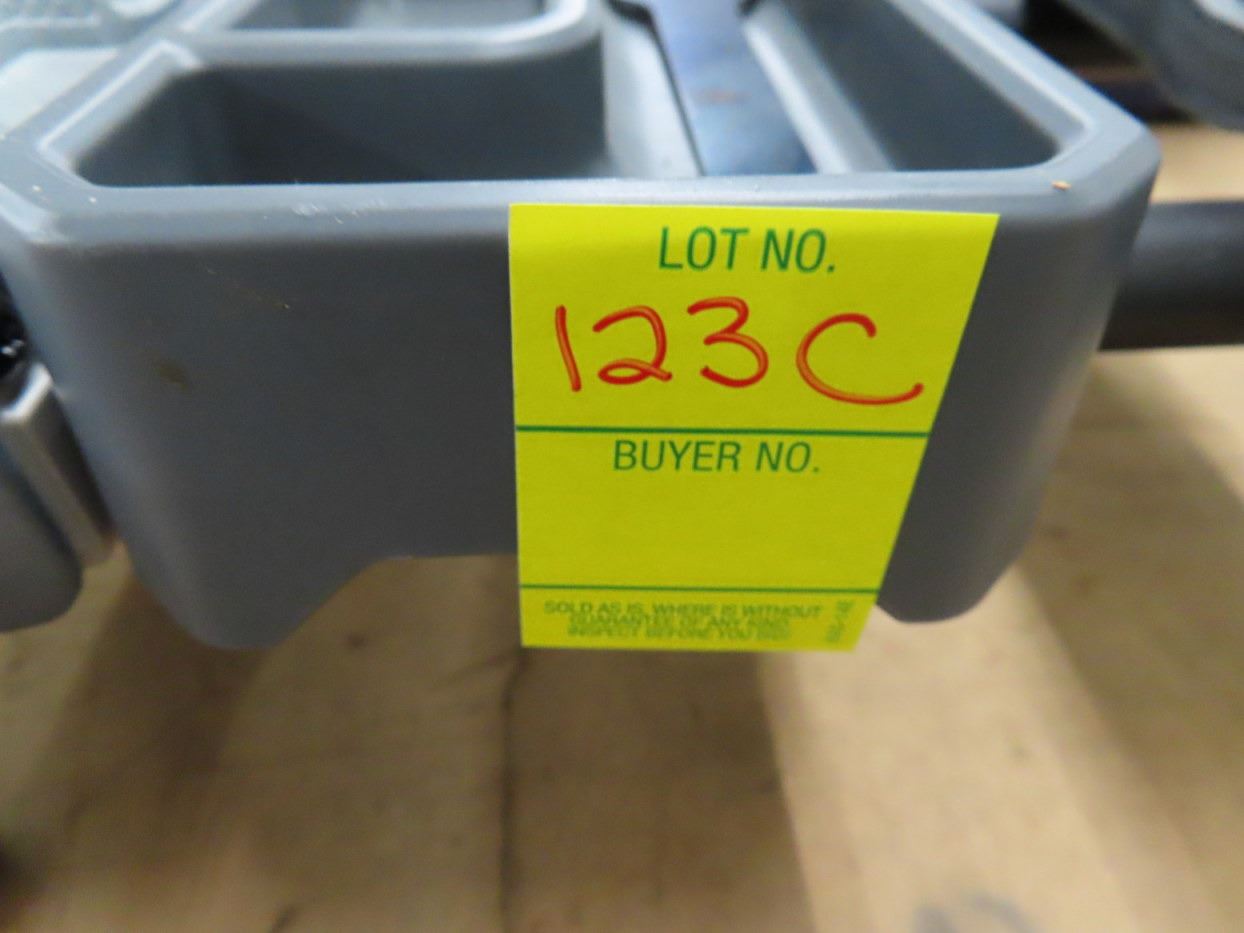 LOT NO.
123C
BUYER NO.
SOLD AS IS, WHERE IS WITHOUT
GUARANTEE OF ANY KIND.
INSPECT BEFORE YOU BID!